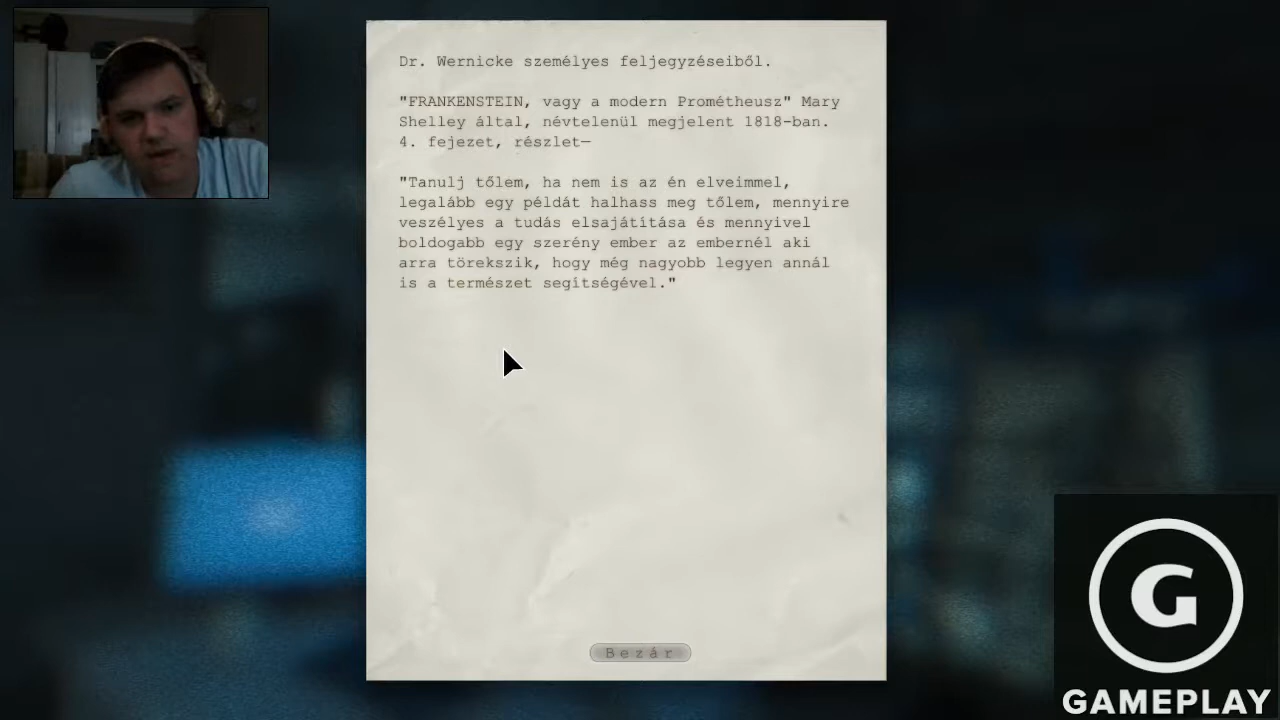 Dr. Wernicke személyes feljegyzéseiből.
"FRANKENSTEIN, vagy a modern Prométheusz" Mary
Shelley által, névtelenül megjelent 1818-ban.
4. fejezet, részlet—
"Tanulj tőlem, ha nem is az én elveimmel,
legalább egy példát halhass meg tőlem, mennyire
veszélyes a tudás elsajátítása és mennyivel
boldogabb egy szerény ember az embernél aki
arra törekszik, hogy még nagyobb legyen annál
is a természet segítségével."
Bezár
G
GAMEPLAY